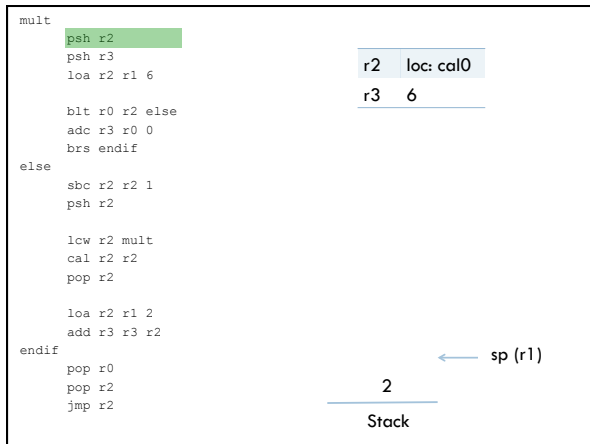 mult
psh r2
psh r3
loa r2 r1 6
blt r0 r2 else
adc r3 r0 0
brs endif
else
sbc r2 r2 1
psh r2
lcw r2 mult
cal r2 r2
pop r2
loa r2 r1 2
add r3 r3 r2
endif
pop r0
pop r2
jmp r2
r2 loc: cal0
r3 6
sp (r1)
2
Stack